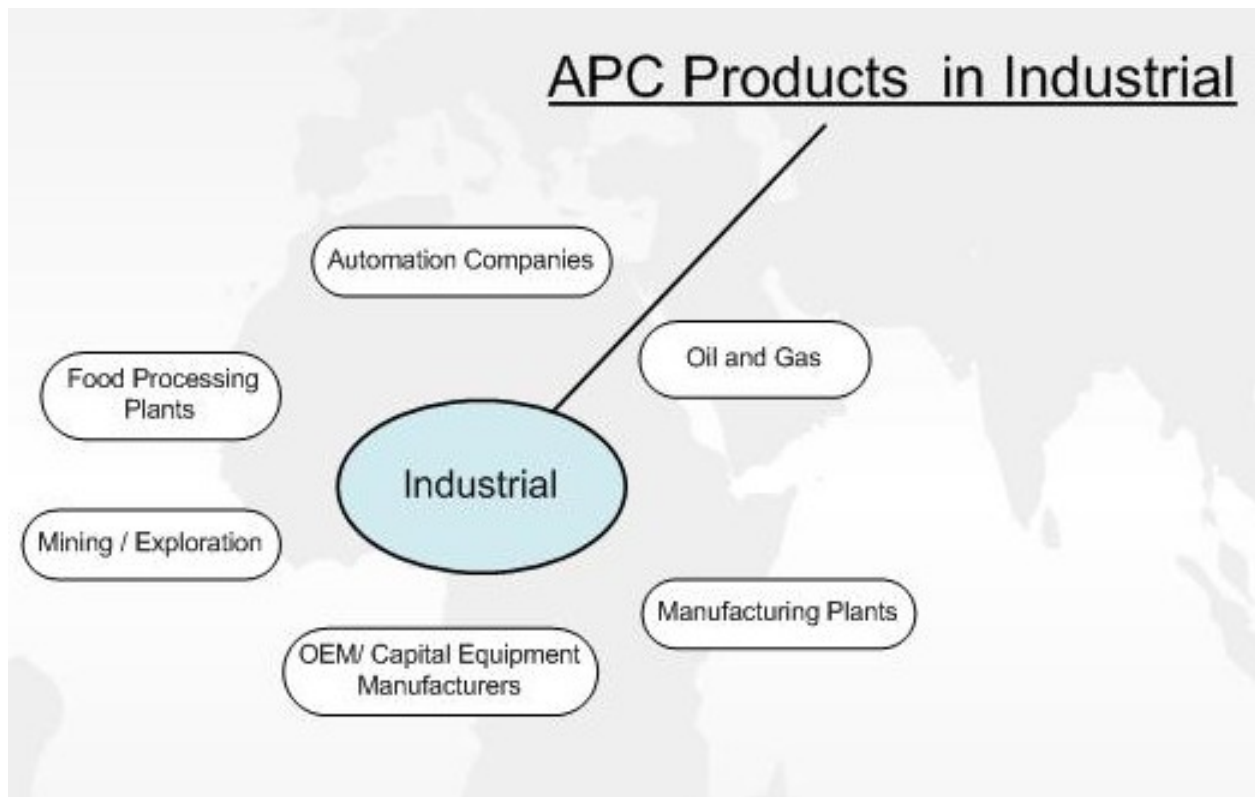 APC Products in Industrial
Automation Companies
Oil and Gas
Food Processing
Plants
Industrial
Mining / Exploration
Manufacturing Plants
OEM/ Capital Equipment
Manufacturers